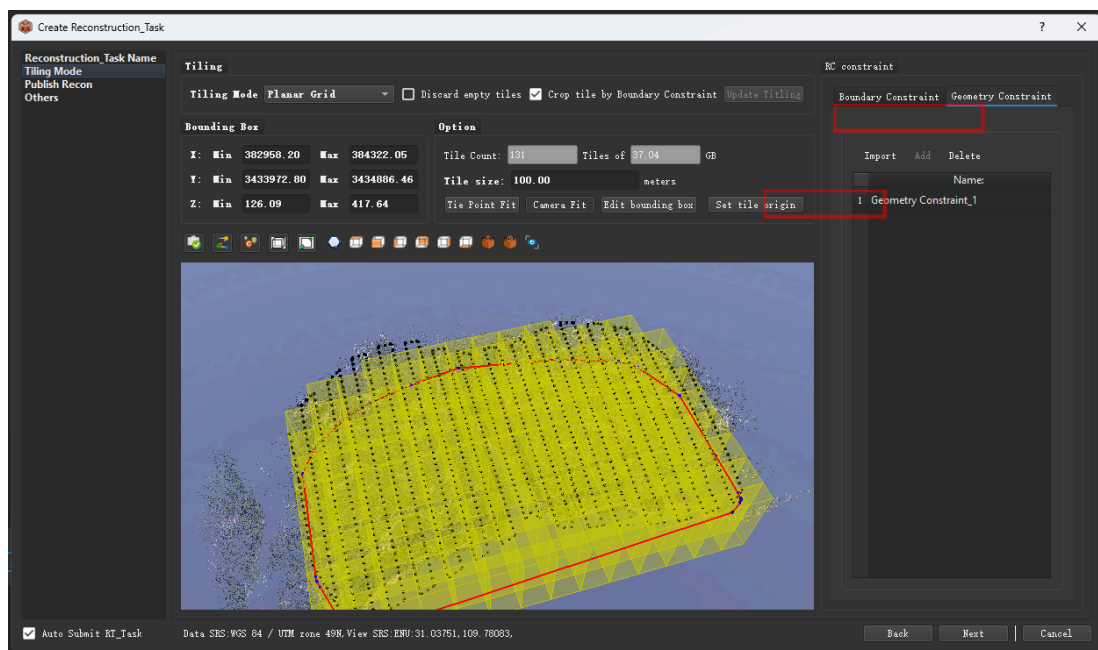 Create Reconstruction_Task
? ×
Reconstruction_Task Name
Tiling Mode
Publish Recon
Others
Tiling
Tiling Mode Planar Grid Discard empty tiles Crop tile by Boundary Constraint Update Titling
Bounding Box
X: Min 382958.20 Max 384322.05
Y: Min 3433972.80 Max 3434886.46
Z: Min 126.09 Max 417.64
Option
Tile Count: 131 Tiles of 37.04 GB
Tile size: 100.00 meters
Tie Point Fit Camera Fit Edit bounding box Set tile origin
RC constraint
Boundary Constraint Geometry Constraint
Import Add Delete
Name:
1 Geometry Constraint_1
Auto Submit RT_Task Data SRS:WGS 84 / UTM zone 49N,View SRS:ENU:31.03751,109.78083, Back Next Cancel